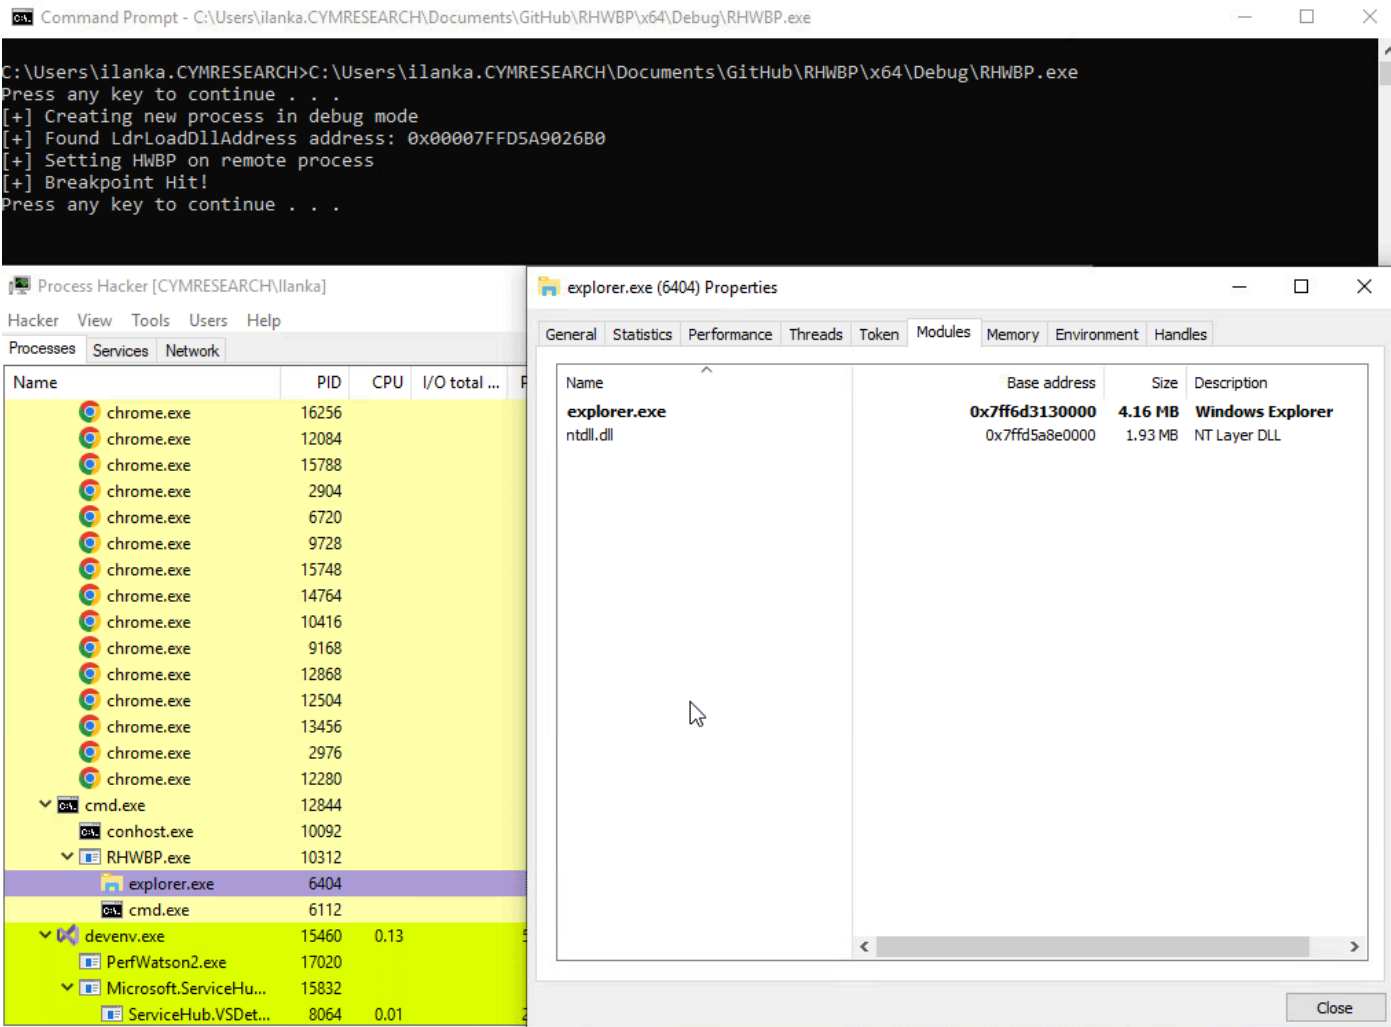 Command Prompt - C:\Users\ilanka.CYMRESEARCH\Documents\GitHub\RHWBP\x64\Debug\RHWBP.exe
C:\Users\ilanka.CYMRESEARCH>C:\Users\ilanka.CYMRESEARCH\Documents\GitHub\RHWBP\x64\Debug\RHWBP.exe
Press any key to continue . . .
[+] Creating new process in debug mode
[+] Found LdrLoadDllAddress address: 0x00007FFD5A9026B0
[+] Setting HWBP on remote process
[+] Breakpoint Hit!
Press any key to continue . . .
Process Hacker [CYMRESEARCH\Ilanka]
Hacker View Tools Users Help
Processes Services Network
Name PID CPU I/O total ... P
chrome.exe 16256
chrome.exe 12084
chrome.exe 15788
chrome.exe 2904
chrome.exe 6720
chrome.exe 9728
chrome.exe 15748
chrome.exe 14764
chrome.exe 10416
chrome.exe 9168
chrome.exe 12868
chrome.exe 12504
chrome.exe 13456
chrome.exe 2976
chrome.exe 12280
cmd.exe 12844
conhost.exe 10092
RHWBP.exe 10312
explorer.exe 6404
cmd.exe 6112
devenv.exe 15460 0.13 5
PerfWatson2.exe 17020
Microsoft.ServiceHu... 15832
ServiceHub.VSDet... 8064 0.01 2
explorer.exe (6404) Properties
General Statistics Performance Threads Token Modules Memory Environment Handles
Name Base address Size Description
explorer.exe 0x7ff6d3130000 4.16 MB Windows Explorer
ntdll.dll 0x7ffd5a8e0000 1.93 MB NT Layer DLL
Close